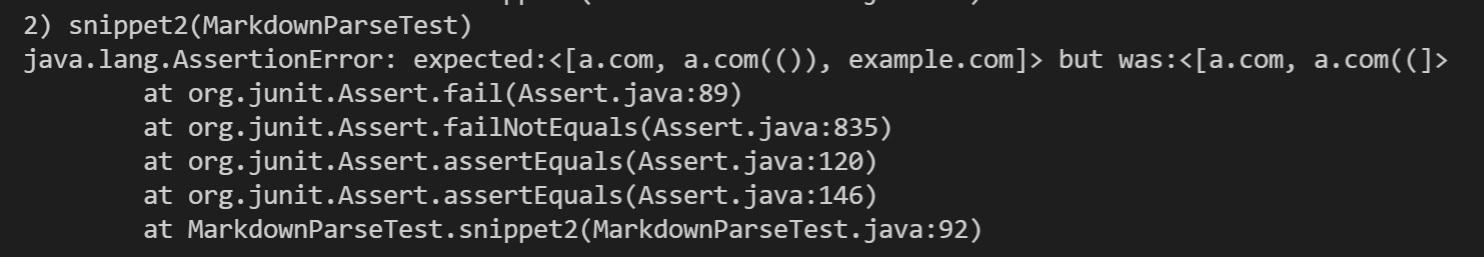 2) snippet2(MarkdownParseTest)
java.lang.AssertionError: expected:<[a.com, a.com(()), example.com]> but was:<[a.com, a.com((]>
at org.junit.Assert.fail(Assert.java:89)
at org.junit.Assert.failNotEquals(Assert.java:835)
at org.junit.Assert.assertEquals(Assert.java:120)
at org.junit.Assert.assertEquals(Assert.java:146)
at MarkdownParseTest.snippet2(MarkdownParseTest.java:92)